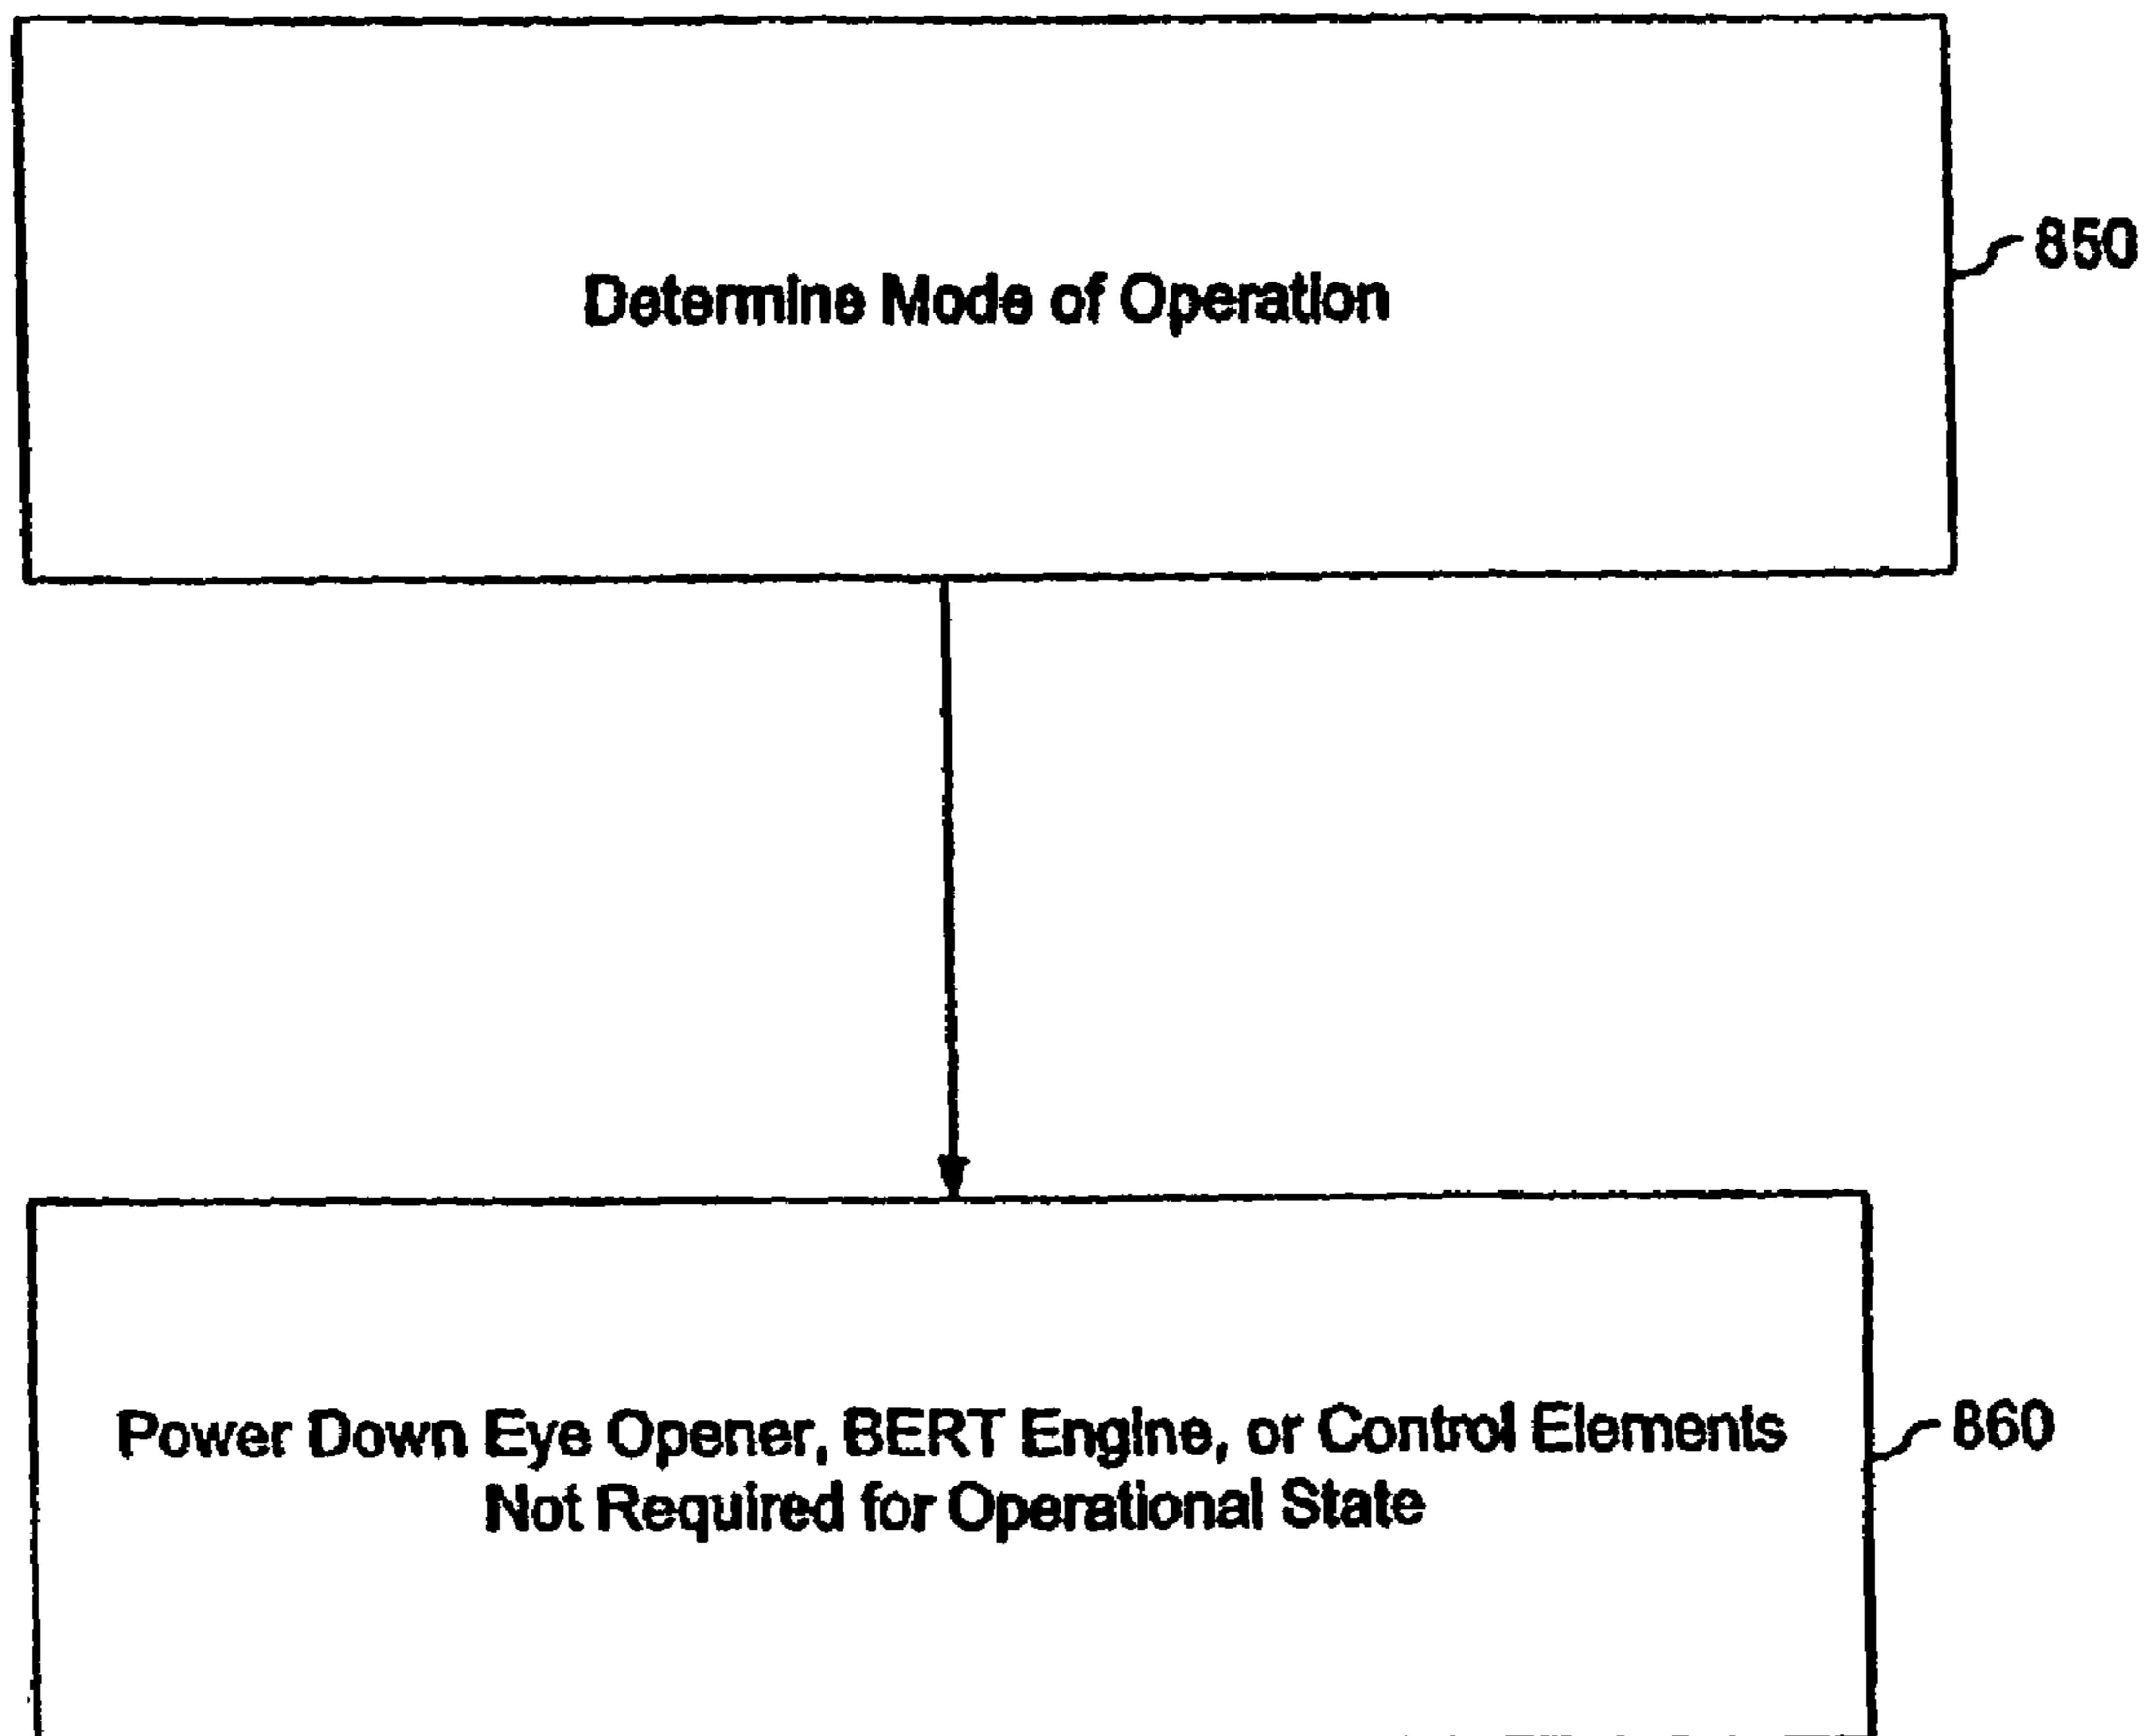 Determine Mode of Operation
850
Power Down Eye Opener, BERT Engine, or Control Elements
Not Required for Operational State
860